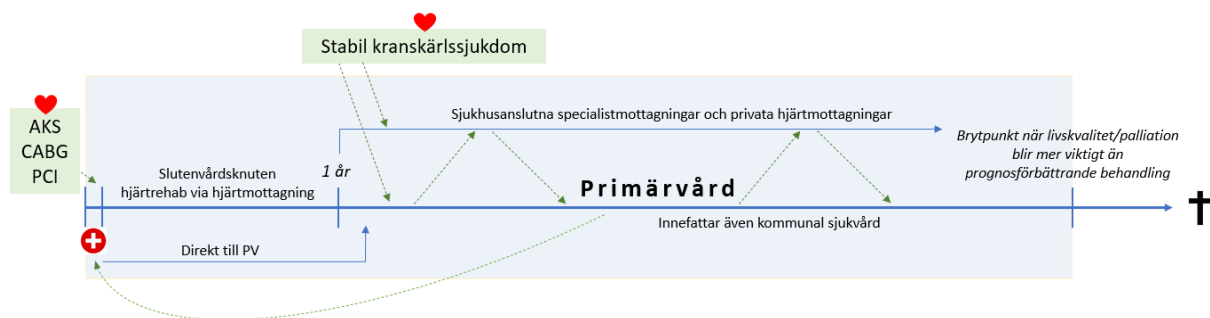 Stabil kranskärlssjukdom
AKS
CABG
PCI
Sjukhusanslutna specialistmottagningar och privata hjärtmottagningar
Brytpunkt när livskvalitet/palliation
blir mer viktigt än
prognosförbättrande behandling
Slutenvårdsknuten
hjärtrehab via hjärtmottagning
1 år
Primärvård
Innefattar även kommunal sjukvård
Direkt till PV